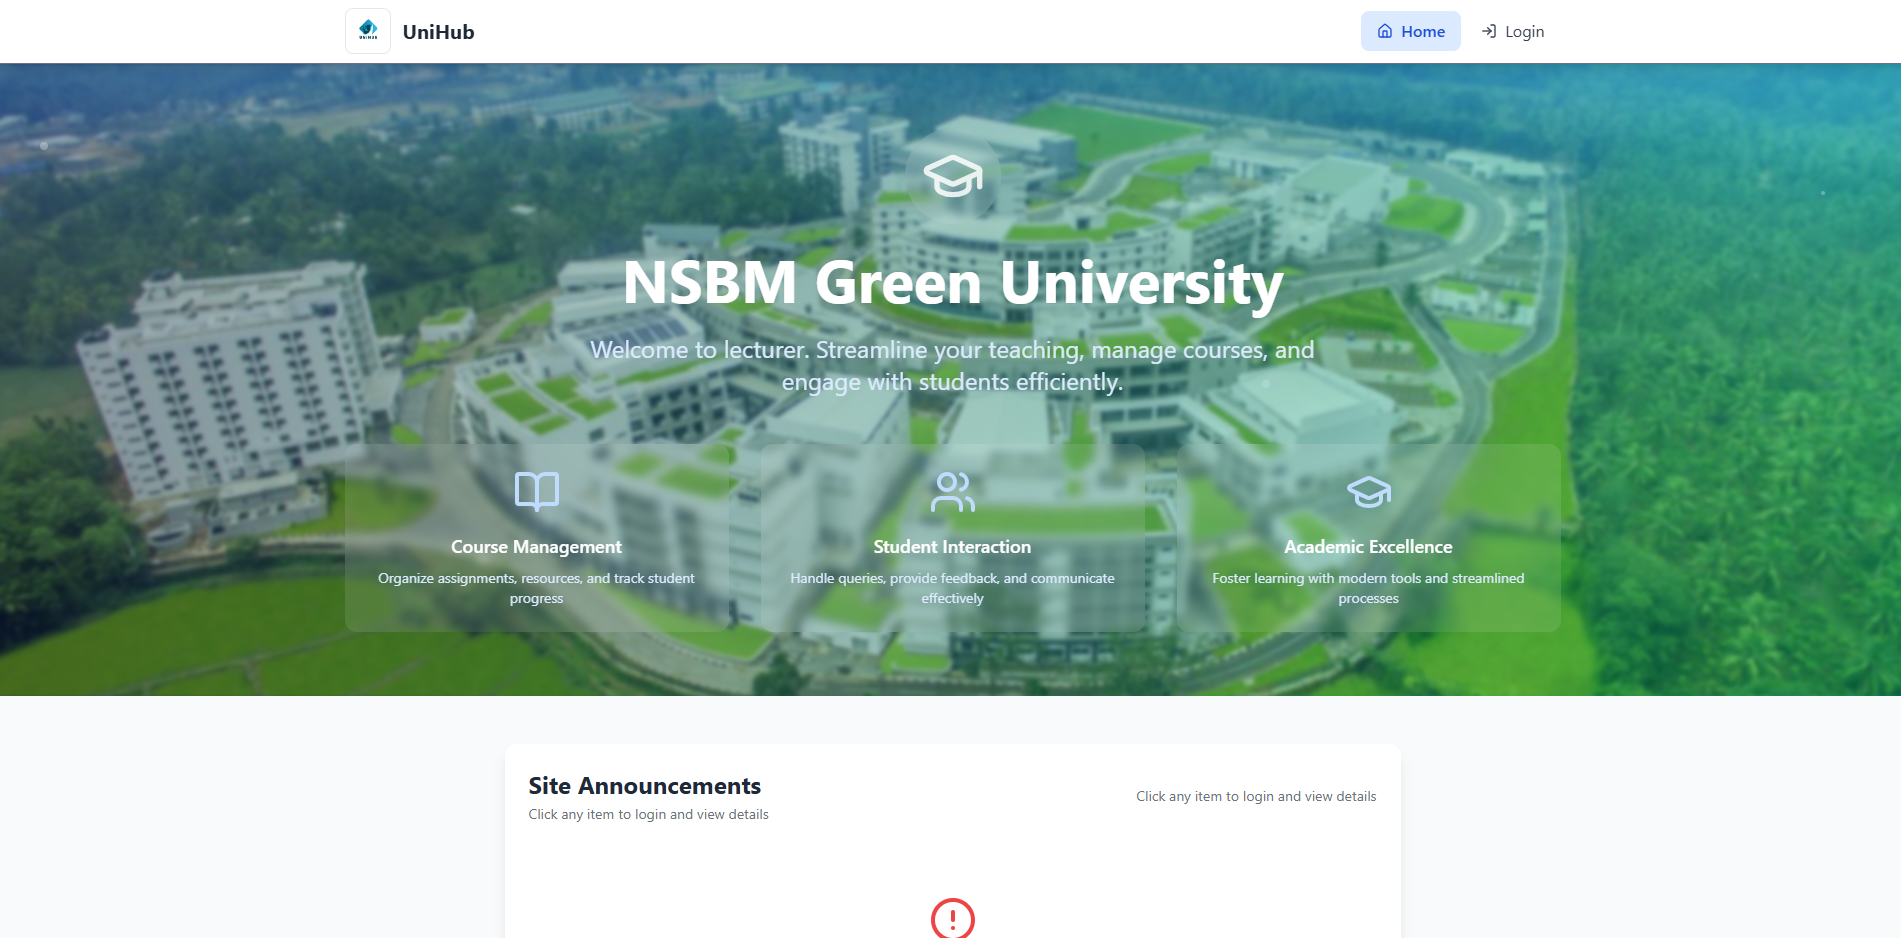 UNIHUB
UniHub
Home
Login
NSBM Green University
Welcome to lecturer. Streamline your teaching, manage courses, and
engage with students efficiently.
Course Management
Organize assignments, resources, and track student
progress
Student Interaction
Handle queries, provide feedback, and communicate
effectively
Academic Excellence
Foster learning with modern tools and streamlined
processes
Site Announcements
Click any item to login and view details
Click any item to login and view details